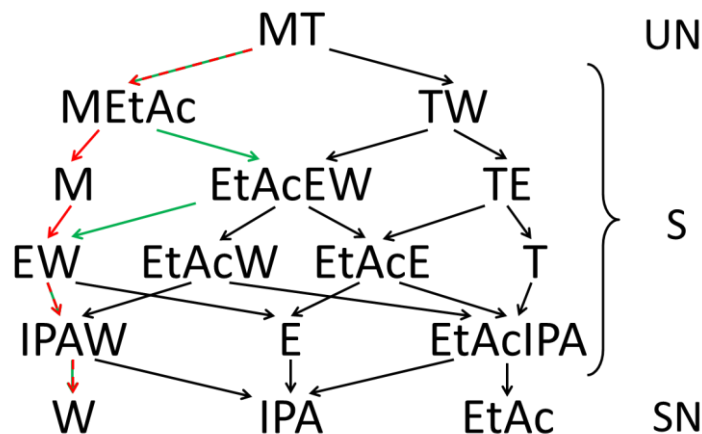 MT UN
MEtAc TW
M EtAcEW TE S
EW EtAcW EtAcE T
IPAW E EtAcIPA
W IPA EtAc SN